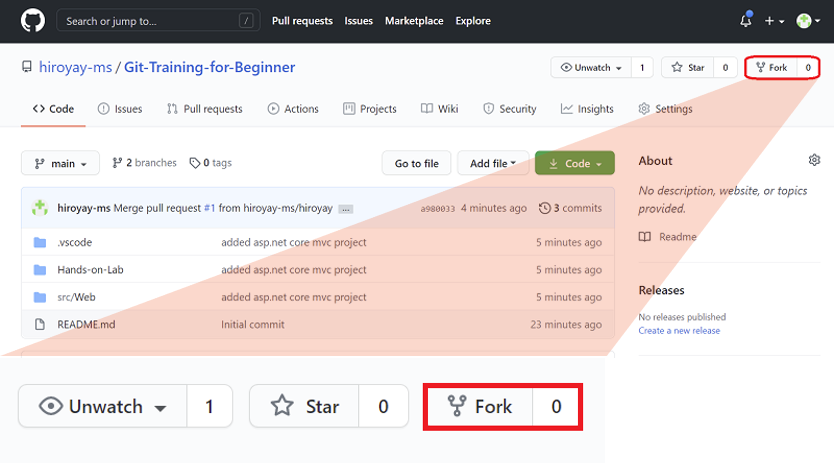 Search or jump to... /
Pull requests Issues Marketplace Explore
hiroyay-ms / Git-Training-for-Beginner
Unwatch 1 Star 0 Fork 0
<> Code Issues Pull requests Actions Projects Wiki Security Insights Settings
main 2 branches 0 tags Go to file Add file Code
hiroyay-ms Merge pull request #1 from hiroyay-ms/hiroyay ... a980033 4 minutes ago 3 commits
.vscode added asp.net core mvc project 5 minutes ago
Hands-on-Lab added asp.net core mvc project 5 minutes ago
src/Web added asp.net core mvc project 5 minutes ago
README.md Initial commit 23 minutes ago
About
No description, website, or topics
provided.
Readme
Releases
No releases published
Create a new release
Unwatch 1 Star 0 Fork 0